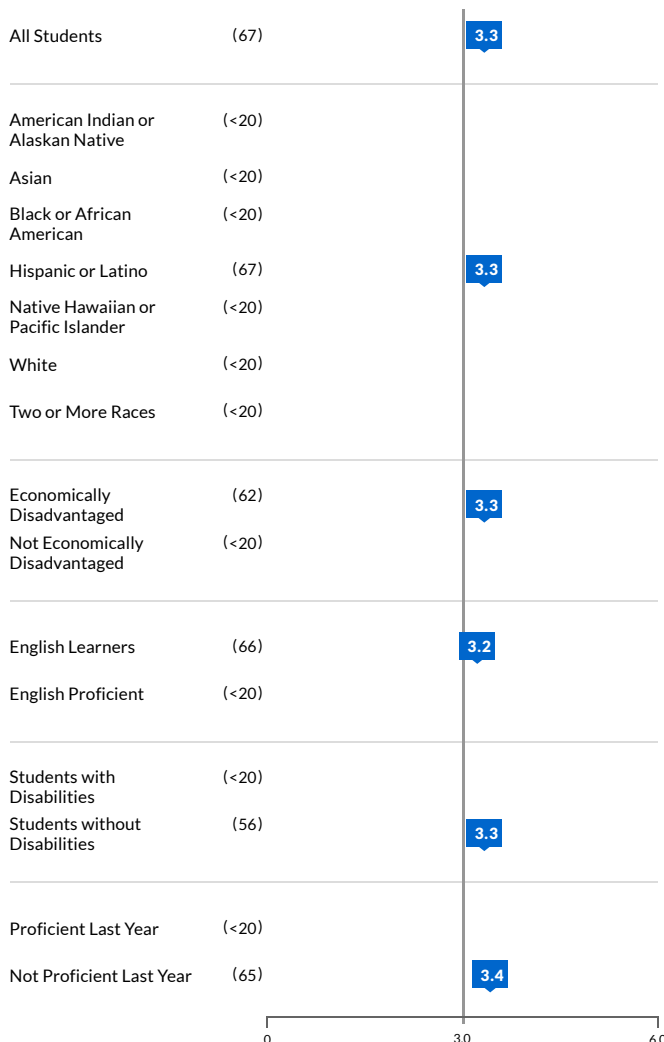 All Students (67) 3.3
American Indian or (<20)
Alaskan Native
Asian (<20)
Black or African (<20)
American
Hispanic or Latino (67) 3.3
Native Hawaiian or (<20)
Pacific Islander
White (<20)
Two or More Races (<20)
Economically (62) 3.3
Disadvantaged
Not Economically (<20)
Disadvantaged
English Learners (66) 3.2
English Proficient (<20)
Students with (<20)
Disabilities
Students without (56) 3.3
Disabilities
Proficient Last Year (<20)
Not Proficient Last Year (65) 3.4
0 3.0 6.0